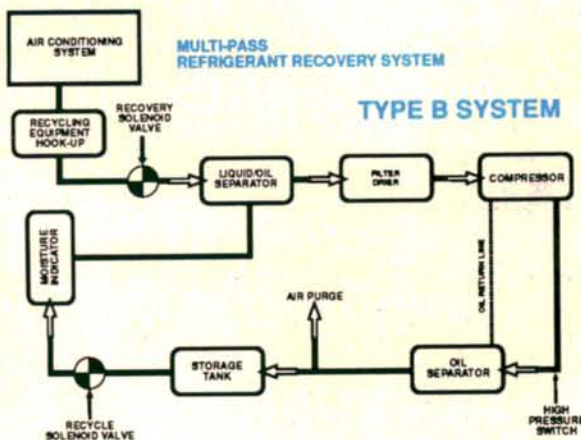 AIR CONDITIONING
SYSTEM
MULTI-PASS
REFRIGERANT RECOVERY SYSTEM
TYPE B SYSTEM
RECOVERY
SOLENOID
VALVE
RECYCLING
EQUIPMENT
HOOK-UP
LIQUID/OIL
SEPARATOR
FILTER
DRIER
COMPRESSOR
MOISTURE
INDICATOR
OIL RETURN LINE
AIR PURGE
STORAGE
TANK
OIL
SEPARATOR
RECYCLE
SOLENOID VALVE
HIGH
PRESSURE
SWITCH